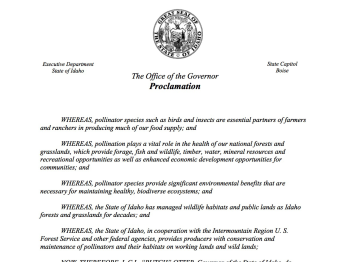 GREAT SEAL OF
THE STATE OF IDAHO
Executive Department
State of Idaho
State Capitol
Boise
The Office of the Governor
Proclamation
WHEREAS, pollinator species such as birds and insects are essential partners of farmers
and ranchers in producing much of our food supply; and
WHEREAS, pollination plays a vital role in the health of our national forests and
grasslands, which provide forage, fish and wildlife, timber, water, mineral resources and
recreational opportunities as well as enhanced economic development opportunities for
communities; and
WHEREAS, pollinator species provide significant environmental benefits that are
necessary for maintaining healthy, biodiverse ecosystems; and
WHEREAS, the State of Idaho has managed wildlife habitats and public lands as Idaho
forests and grasslands for decades; and
WHEREAS, the State of Idaho, in cooperation with the Intermountain Region U. S.
Forest Service and other federal agencies, provides producers with conservation and
maintenance of pollinators and their habitats on working lands and wild lands;
NOW, THEREFORE, I, C.L. "BUTCH" OTTER, Governor of the State of Idaho, do